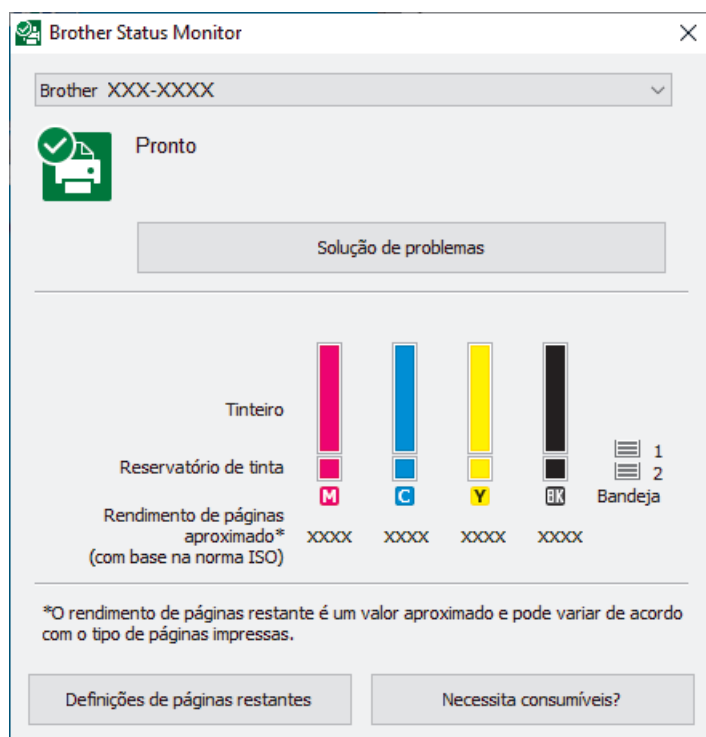 Brother Status Monitor
Brother XXX-XXXX
Pronto
Solução de problemas
Tinteiro
Reservatório de tinta
1
2
M C Y BK Bandeja
Rendimento de páginas
aproximado* XXXX XXXX XXXX XXXX
(com base na norma ISO)
*O rendimento de páginas restante é um valor aproximado e pode variar de acordo
com o tipo de páginas impressas.
Definições de páginas restantes Necessita consumíveis?